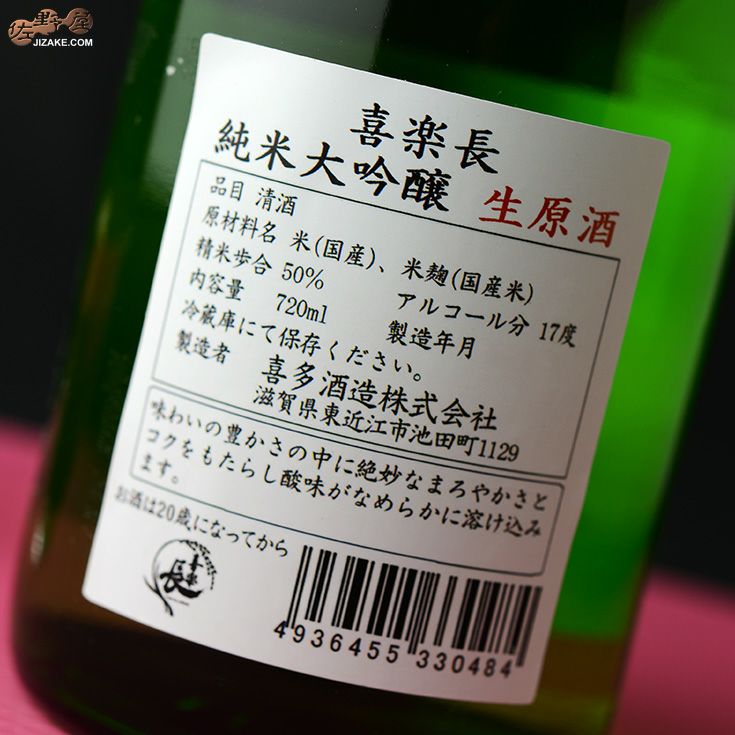 佐野屋
JIZAKE.COM
喜楽長
純米大吟醸 生原酒
品目 清酒
原材料名 米(国産)、米麹(国産米)
精米歩合 50% アルコール分 17度
内容量 720ml 製造年月
冷蔵庫にて保存ください。
製造者 喜多酒造株式会社
滋賀県東近江市池田町1129
味わいの豊かさの中に絶妙なまろやかさと
コクをもたらし酸味がなめらかに溶け込み
ます。
お酒は20歳になってから
喜楽長
4936455 330484